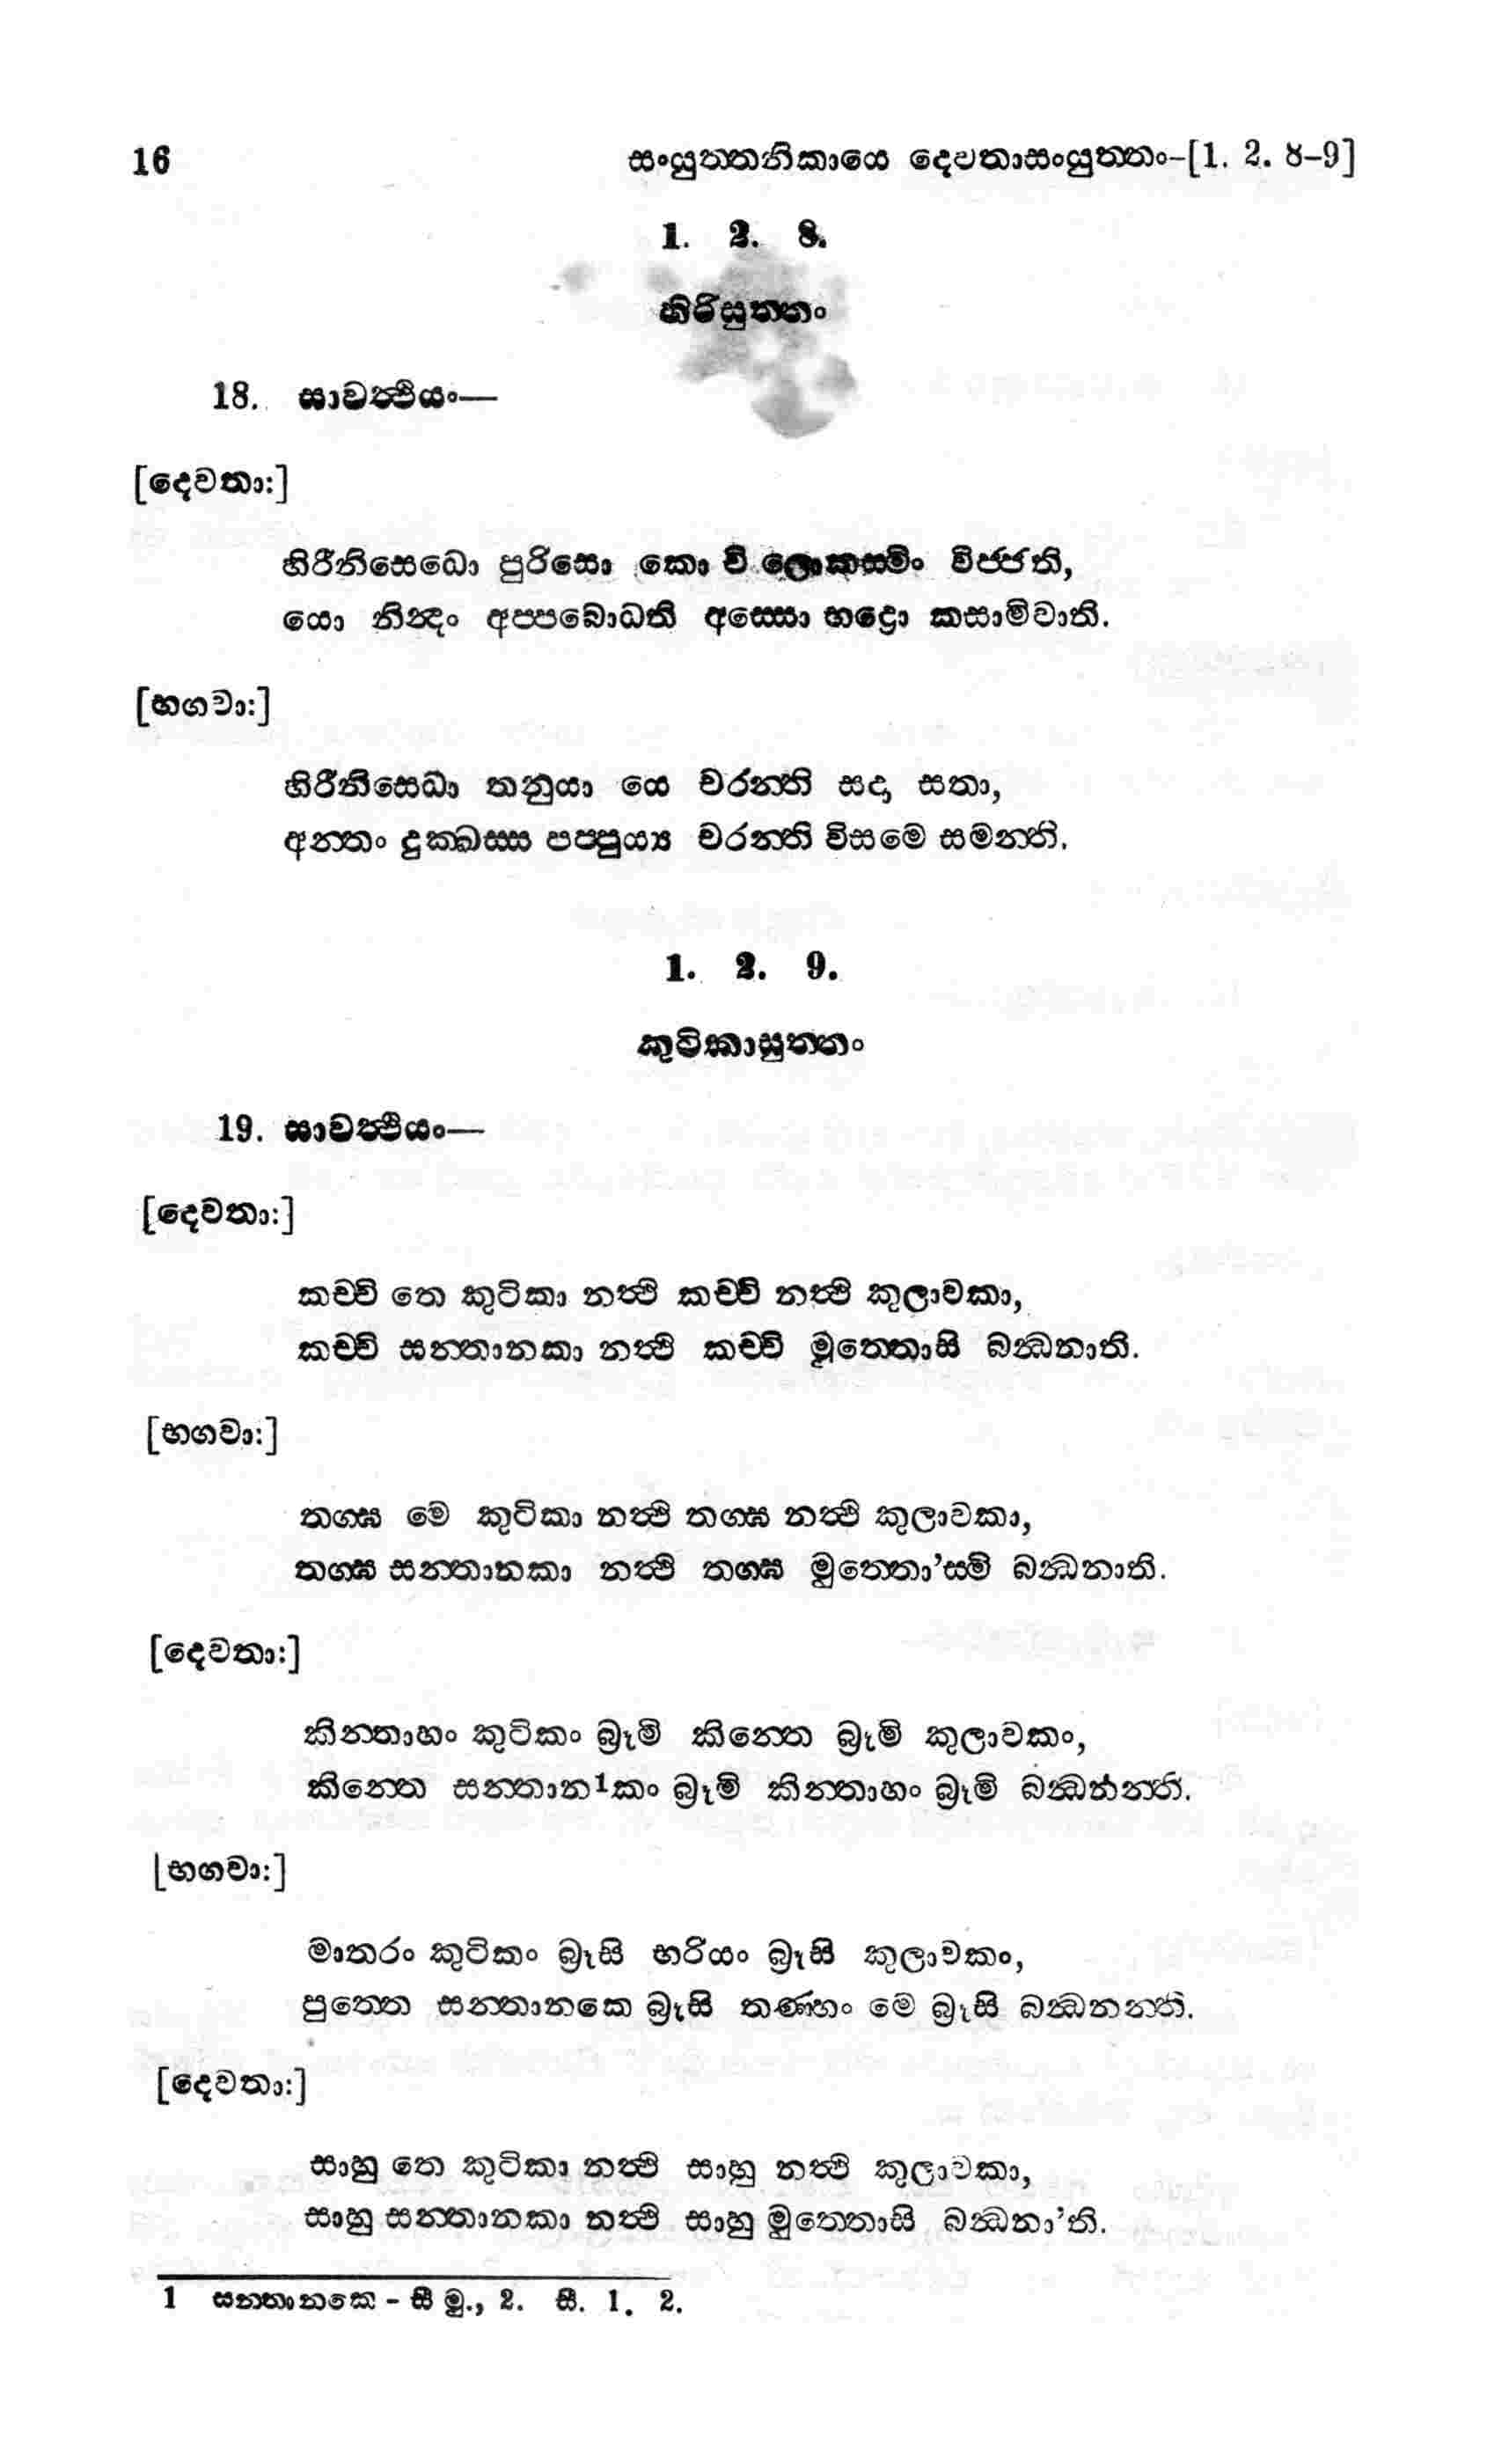 16 සංයුත්තනිකායෙ දෙවතාසංයුත්තං-[1. 2. 8-9]
1. 2. 8.
හිරිසුත්තං
18. සාවත්ථියං—
[දෙවතා:]
හිරීනිසෙධො පුරිසො කො චි ලොකස්මිං විජ්ජති,
යො නින්දං අප්පබොධති අස්සො භද්‍රො කසාමිවාති.
[භගවා:]
හිරීනිසෙධා තනුයා යෙ චරන්ති සදා සතා,
අන්තං දුක්ඛස්ස පප්පුය්‍ය චරන්ති විසමෙ සමන්ති.
1. 2. 9.
කුටිකාසුත්තං
19. සාවත්ථියං—
[දෙවතා:]
කච්චි තෙ කුටිකා නත්ථි කච්චි නත්ථි කුලාවකා,
කච්චි සන්තානකා නත්ථි කච්චි මුත්තොසි බන්ධනාති.
[භගවා:]
තග්ඝ මෙ කුටිකා නත්ථි තග්ඝ නත්ථි කුලාවකා,
තග්ඝ සන්තානකා නත්ථි තග්ඝ මුත්තො’ස්මි බන්ධනාති.
[දෙවතා:]
කින්තාහං කුටිකං බ්‍රූමි කින්තෙ බ්‍රූමි කුලාවකං,
කින්තෙ සන්තාන1කං බ්‍රූමි කින්තාහං බ්‍රූමි බන්ධනන්ති.
[භගවා:]
මාතරං කුටිකං බ්‍රූසි භරියං බ්‍රූසි කුලාවකං,
පුත්තෙ සන්තානකෙ බ්‍රූසි තණ්හං මෙ බ්‍රූසි බන්ධනන්ති.
[දෙවතා:]
සාහු තෙ කුටිකා නත්ථි සාහු නත්ථි කුලාවකා,
සාහු සන්තානකා නත්ථි සාහු මුත්තොසි බන්ධනා’ති.
1 සන්තානකෙ - සී මු., 2. සී. 1. 2.